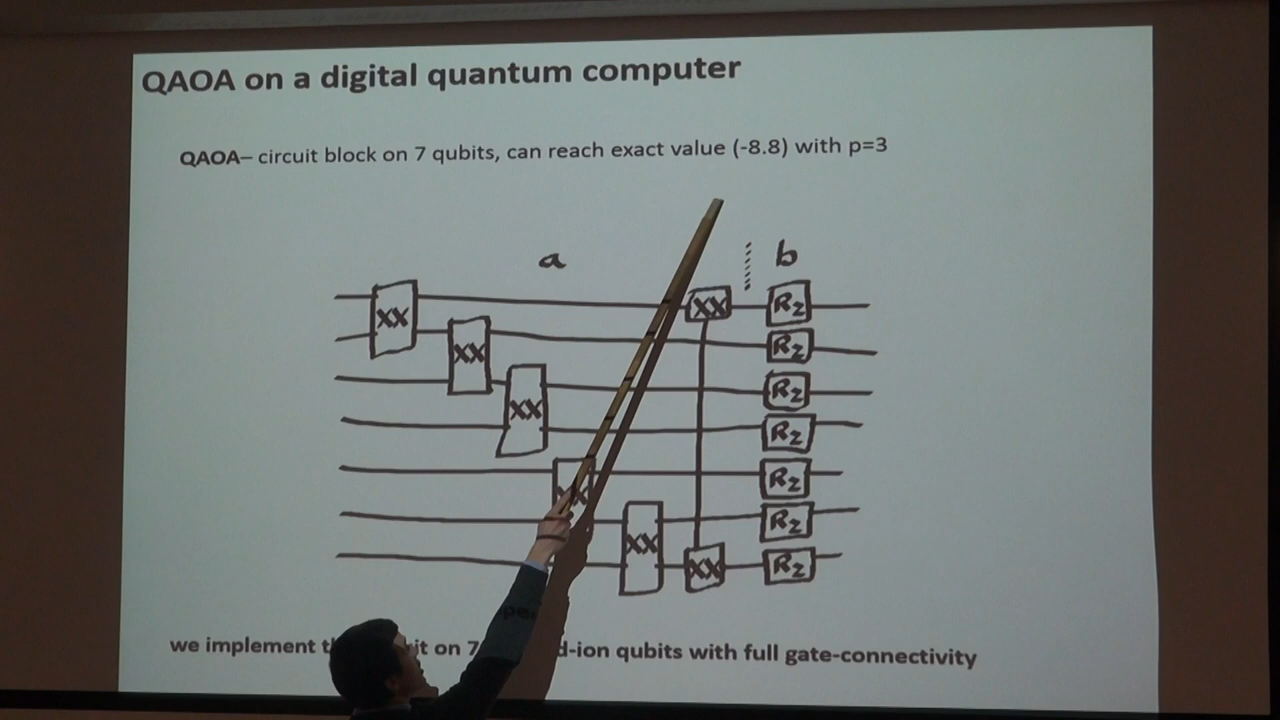 QAOA on a digital quantum computer
QAOA– circuit block on 7 qubits, can reach exact value (-8.8) with p=3
a
b
XX
XX
Rz
XX
Rz
XX
Rz
Rz
XX
Rz
XX
Rz
XX
Rz
we implement on 7 d-ion qubits with full gate-connectivity